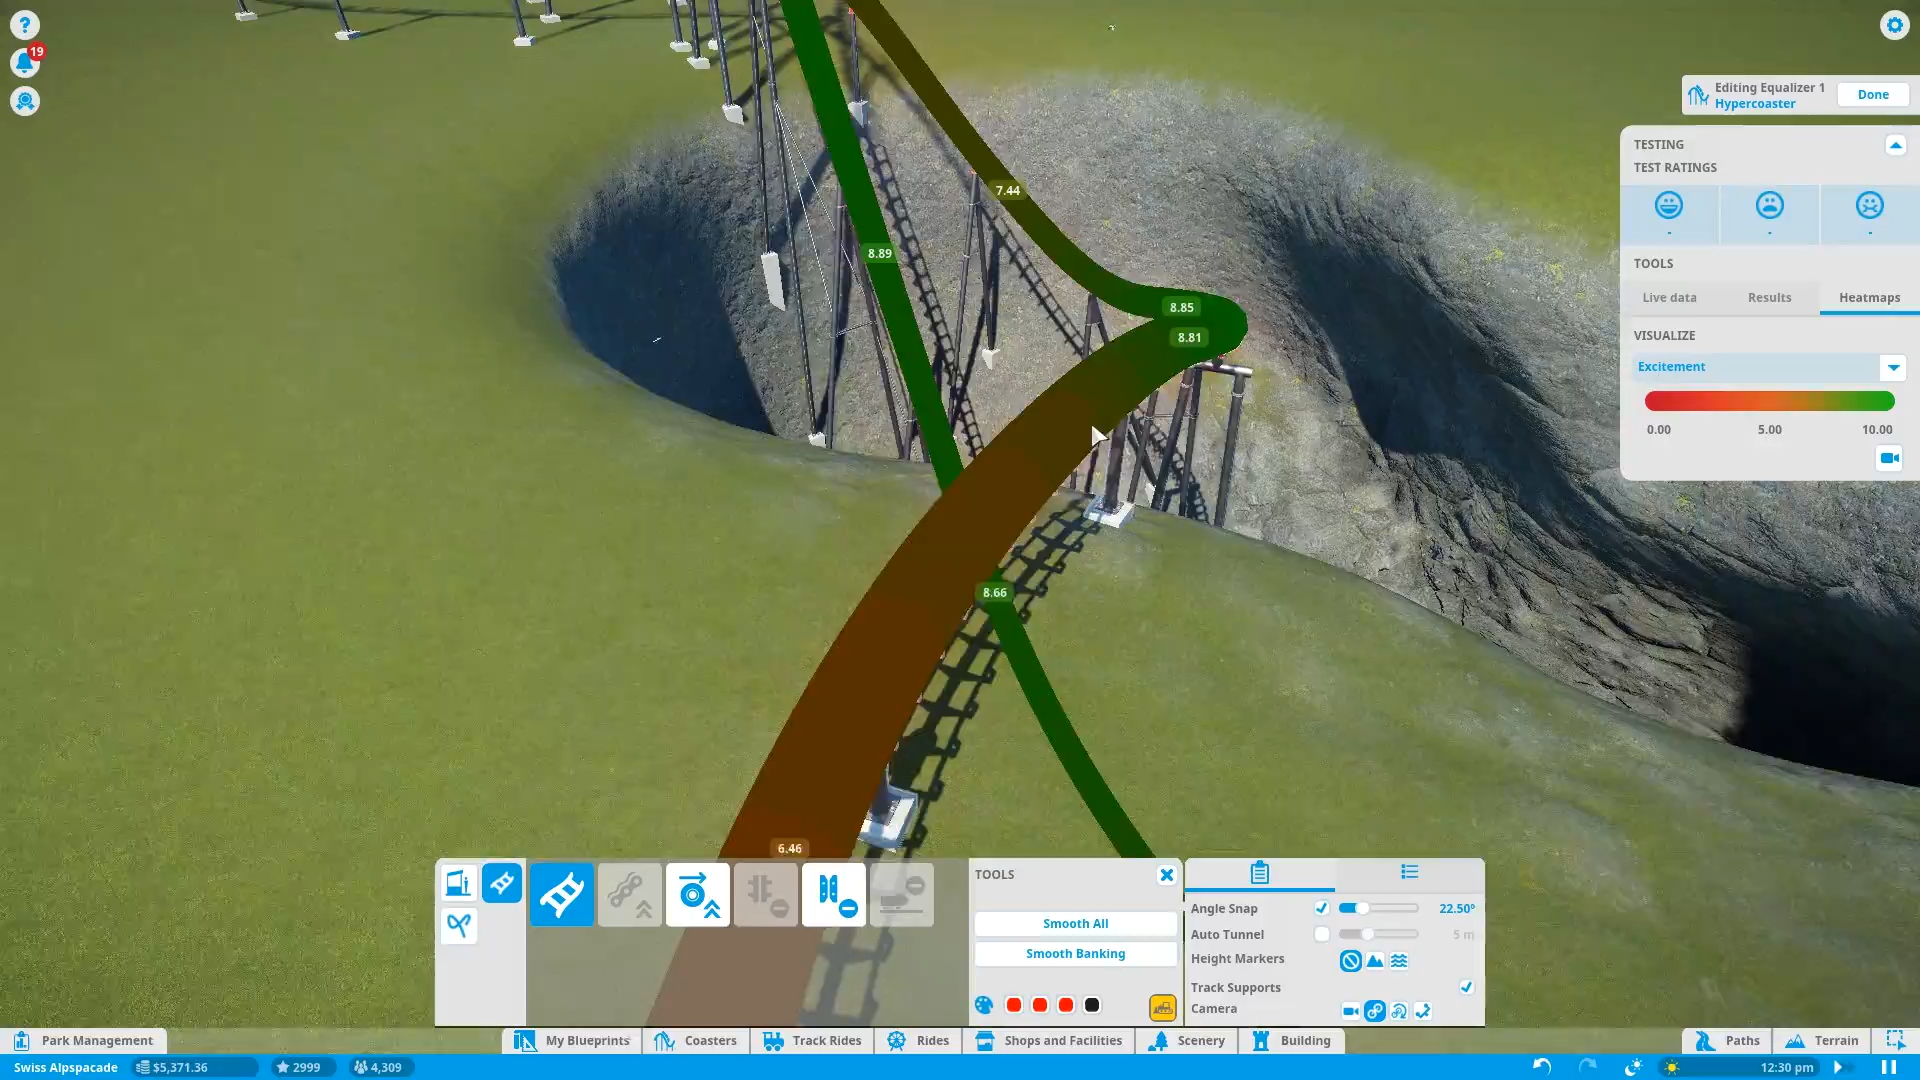 ?
19
Editing Equalizer 1
Hypercoaster
Done
TESTING
TEST RATINGS
- - -
TOOLS
Live data Results Heatmaps
VISUALIZE
Excitement
0.00 5.00 10.00
7.44
8.89
8.85
8.81
8.66
6.46
TOOLS
Smooth All
Smooth Banking
Angle Snap 22.50°
Auto Tunnel 5 m
Height Markers
Track Supports
Camera
Park Management My Blueprints Coasters Track Rides Rides Shops and Facilities Scenery Building Paths Terrain
Swiss Alpspacade $5,371.36 2999 4,309 12:30 pm